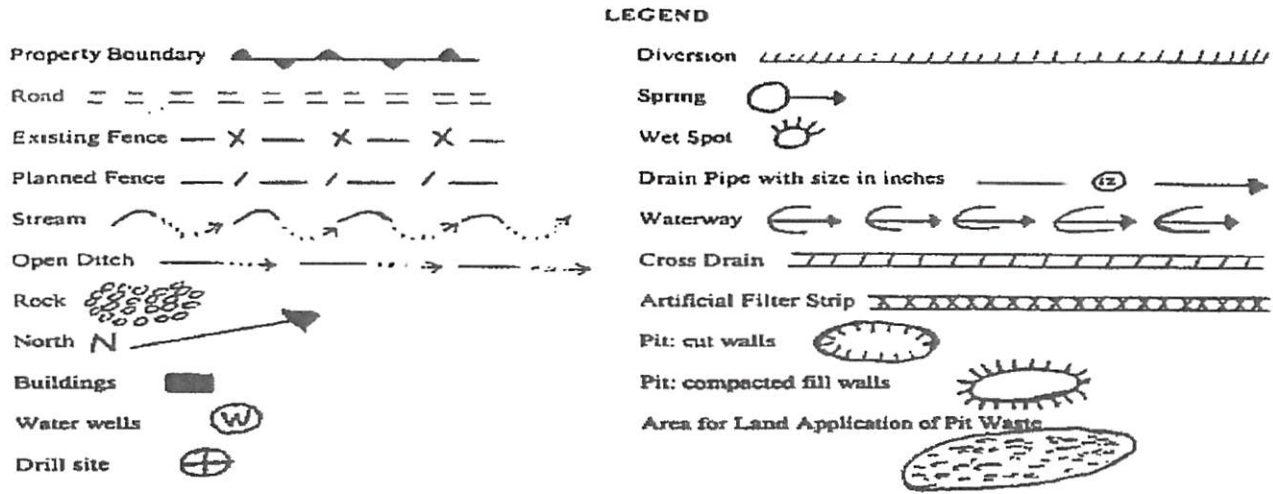 LEGEND
Property Boundary
Road
Existing Fence
Planned Fence
Stream
Open Ditch
Rock
North N
Buildings
Water wells W
Drill site
Diversion
Spring
Wet Spot
Drain Pipe with size in inches 12
Waterway
Cross Drain
Artificial Filter Strip
Pit: cut walls
Pit: compacted fill walls
Area for Land Application of Pit Waste